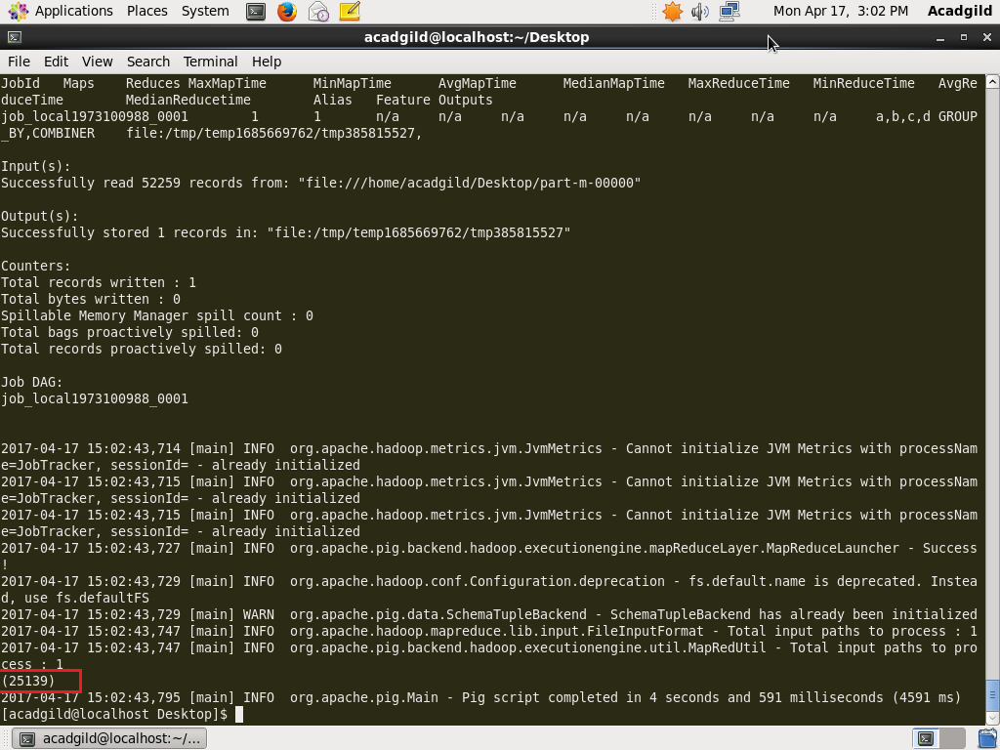 Applications Places System Mon Apr 17, 3:02 PM Acadgild
acadgild@localhost:~/Desktop
File Edit View Search Terminal Help
JobId Maps Reduces MaxMapTime MinMapTime AvgMapTime MedianMapTime MaxReduceTime MinReduceTime AvgRe
duceTime MedianReducetime Alias Feature Outputs
job_local1973100988_0001 1 1 n/a n/a n/a n/a n/a n/a n/a n/a a,b,c,d GROUP
_BY,COMBINER file:/tmp/temp1685669762/tmp385815527,
Input(s):
Successfully read 52259 records from: "file:///home/acadgild/Desktop/part-m-00000"
Output(s):
Successfully stored 1 records in: "file:/tmp/temp1685669762/tmp385815527"
Counters:
Total records written : 1
Total bytes written : 0
Spillable Memory Manager spill count : 0
Total bags proactively spilled: 0
Total records proactively spilled: 0
Job DAG:
job_local1973100988_0001
2017-04-17 15:02:43,714 [main] INFO org.apache.hadoop.metrics.jvm.JvmMetrics - Cannot initialize JVM Metrics with processNam
e=JobTracker, sessionId= - already initialized
2017-04-17 15:02:43,715 [main] INFO org.apache.hadoop.metrics.jvm.JvmMetrics - Cannot initialize JVM Metrics with processNam
e=JobTracker, sessionId= - already initialized
2017-04-17 15:02:43,715 [main] INFO org.apache.hadoop.metrics.jvm.JvmMetrics - Cannot initialize JVM Metrics with processNam
e=JobTracker, sessionId= - already initialized
2017-04-17 15:02:43,727 [main] INFO org.apache.pig.backend.hadoop.executionengine.mapReduceLayer.MapReduceLauncher - Success
!
2017-04-17 15:02:43,729 [main] INFO org.apache.hadoop.conf.Configuration.deprecation - fs.default.name is deprecated. Instea
d, use fs.defaultFS
2017-04-17 15:02:43,729 [main] WARN org.apache.pig.data.SchemaTupleBackend - SchemaTupleBackend has already been initialized
2017-04-17 15:02:43,747 [main] INFO org.apache.hadoop.mapreduce.lib.input.FileInputFormat - Total input paths to process : 1
2017-04-17 15:02:43,747 [main] INFO org.apache.pig.backend.hadoop.executionengine.util.MapRedUtil - Total input paths to pro
cess : 1
(25139)
2017-04-17 15:02:43,795 [main] INFO org.apache.pig.Main - Pig script completed in 4 seconds and 591 milliseconds (4591 ms)
[acadgild@localhost Desktop]$
acadgild@localhost:~/...